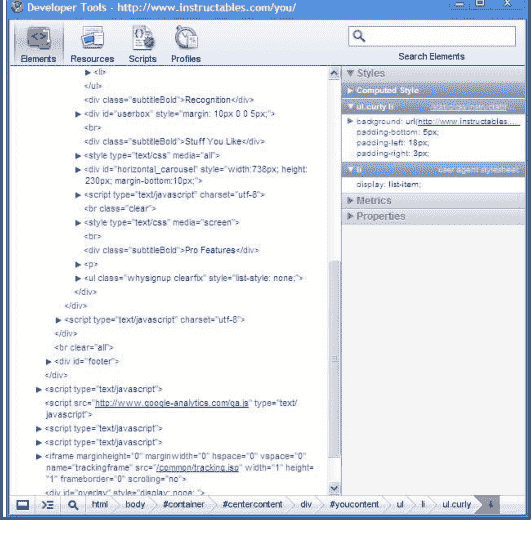 Developer Tools - http://www.instructables.com/you/
Elements Resources Scripts Profiles
Search Elements
▶ <li>
</ul>
<div class="subtitleBold">Recognition</div>
▶ <div id="userbox" style="margin: 10px 0 0 5px;">
<br>
<div class="subtitleBold">Stuff You Like</div>
▶ <style type="text/css" media="all">
▶ <div id="horizontal_carousel" style="width:738px; height:
230px; margin-bottom:10px;">
▶ <script type="text/javascript" charset="utf-8">
<br class="clear">
▶ <style type="text/css" media="screen">
<br>
<div class="subtitleBold">Pro Features</div>
▶ <p>
▶ <ul class="whysignup clearfix" style="list-style: none;">
</div>
</div>
▶ <script type="text/javascript" charset="utf-8">
</div>
<br clear="all">
▶ <div id="footer">
</div>
▶ <script type="text/javascript">
<script src="http://www.google-analytics.com/ga.js" type="text/
javascript">
▶ <script type="text/javascript">
▶ <script type="text/javascript">
▶ <iframe marginheight="0" marginwidth="0" hspace="0" vspace="0"
name="trackingframe" src="/common/tracking.jsp" width="1" height=
"1" frameborder="0" scrolling="no">
<div id="overlay" style="display: none; ">
▼ Styles
▶ Computed Style
▼ ul.curly li
▶ background: url(http://www.instructables.....
padding-bottom: 5px;
padding-left: 18px;
padding-right: 3px;
▼ li user agent stylesheet
display: list-item;
▶ Metrics
▶ Properties
html body #container #centercontent div #youcontent ul li ul.curly li